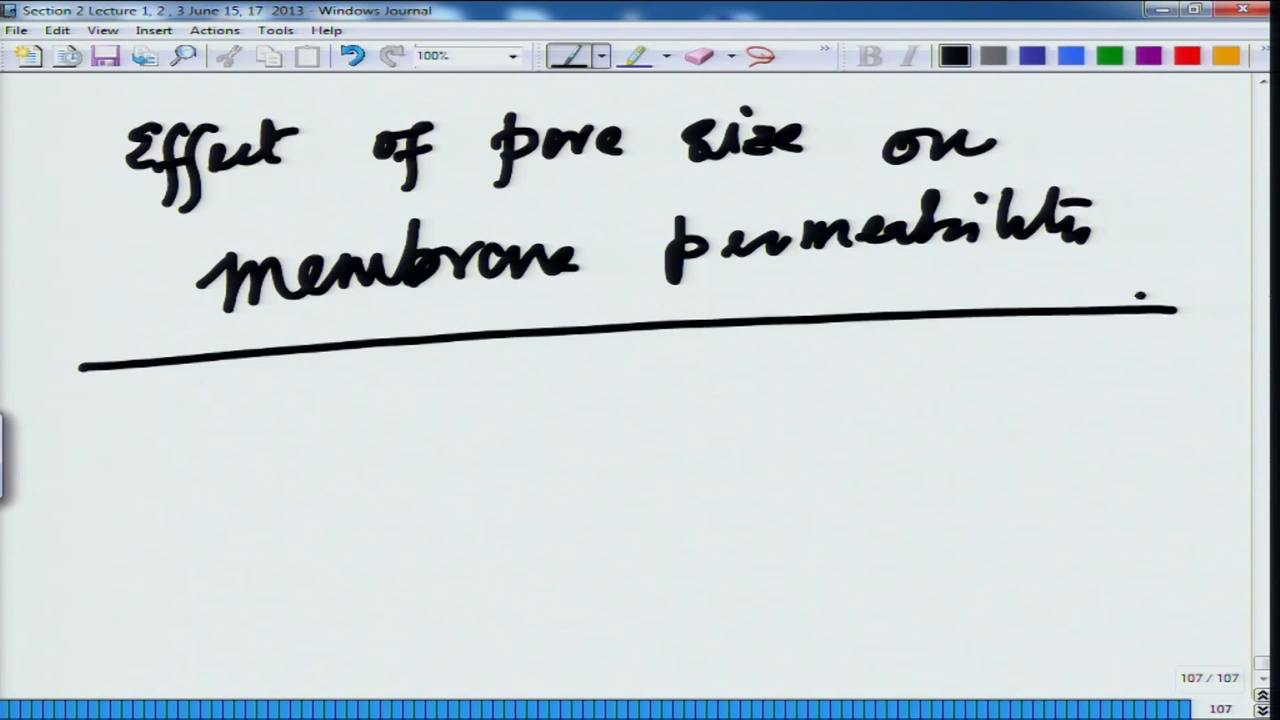 Section 2 Lecture 1, 2 , 3 June 15, 17 2013 - Windows Journal
File Edit View Insert Actions Tools Help
100% B I
Effect of pore size on
membrane permeability
107 / 107
107